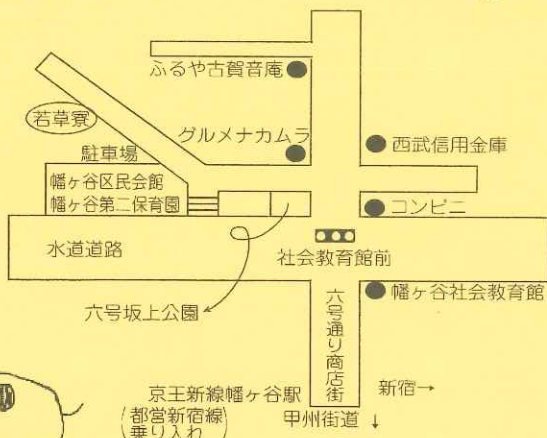 ふるや古賀音庵
若草寮
グルメナカムラ
西武信用金庫
駐車場
幡ヶ谷区民会館
幡ヶ谷第二保育園
コンビニ
水道道路
社会教育館前
幡ヶ谷社会教育館
六号坂上公園
六号通り商店街
京王新線幡ヶ谷駅
(都営新宿線
乗り入れ)
新宿→
甲州街道 ↓